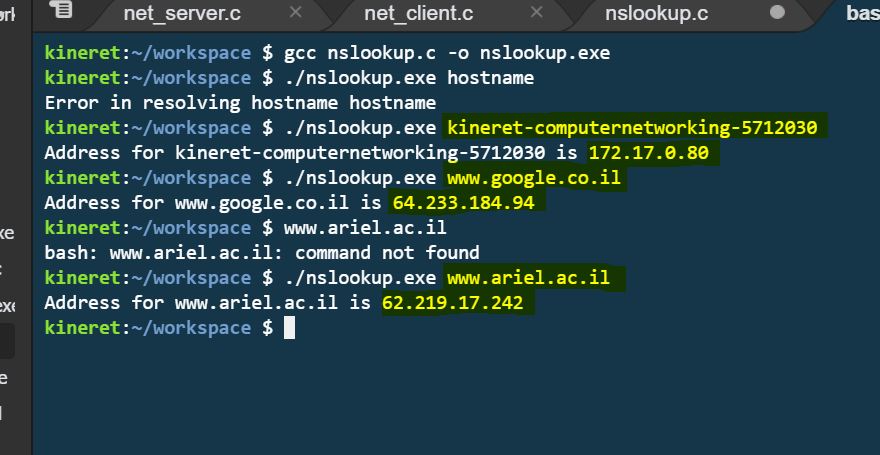 net_server.c × net_client.c × nslookup.c bas
kineret:~/workspace $ gcc nslookup.c -o nslookup.exe
kineret:~/workspace $ ./nslookup.exe hostname
Error in resolving hostname hostname
kineret:~/workspace $ ./nslookup.exe kineret-computernetworking-5712030
Address for kineret-computernetworking-5712030 is 172.17.0.80
kineret:~/workspace $ ./nslookup.exe www.google.co.il
Address for www.google.co.il is 64.233.184.94
kineret:~/workspace $ www.ariel.ac.il
bash: www.ariel.ac.il: command not found
kineret:~/workspace $ ./nslookup.exe www.ariel.ac.il
Address for www.ariel.ac.il is 62.219.17.242
kineret:~/workspace $